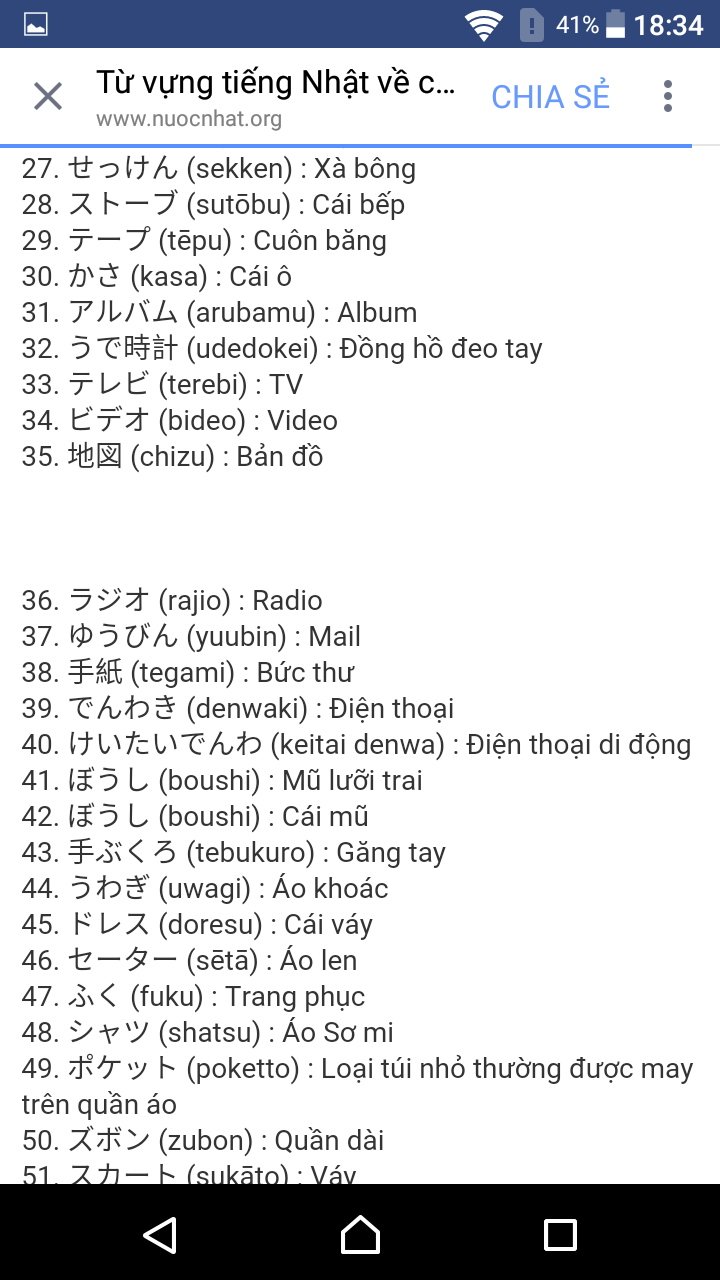 41% 18:34
Từ vựng tiếng Nhật về c...
CHIA SẺ
www.nuocnhat.org
27. せっけん (sekken) : Xà bông
28. ストーブ (sutōbu) : Cái bếp
29. テープ (tēpu) : Cuôn băng
30. かさ (kasa) : Cái ô
31. アルバム (arubamu) : Album
32. うで時計 (udedokei) : Đồng hồ đeo tay
33. テレビ (terebi) : TV
34. ビデオ (bideo) : Video
35. 地図 (chizu) : Bản đồ
36. ラジオ (rajio) : Radio
37. ゆうびん (yuubin) : Mail
38. 手紙 (tegami) : Bức thư
39. でんわき (denwaki) : Điện thoại
40. けいたいでんわ (keitai denwa) : Điện thoại di động
41. ぼうし (boushi) : Mũ lưỡi trai
42. ぼうし (boushi) : Cái mũ
43. 手ぶくろ (tebukuro) : Găng tay
44. うわぎ (uwagi) : Áo khoác
45. ドレス (doresu) : Cái váy
46. セーター (sētā) : Áo len
47. ふく (fuku) : Trang phục
48. シャツ (shatsu) : Áo Sơ mi
49. ポケット (poketto) : Loại túi nhỏ thường được may
trên quần áo
50. ズボン (zubon) : Quần dài
51. スカート (sukāto) : Váy